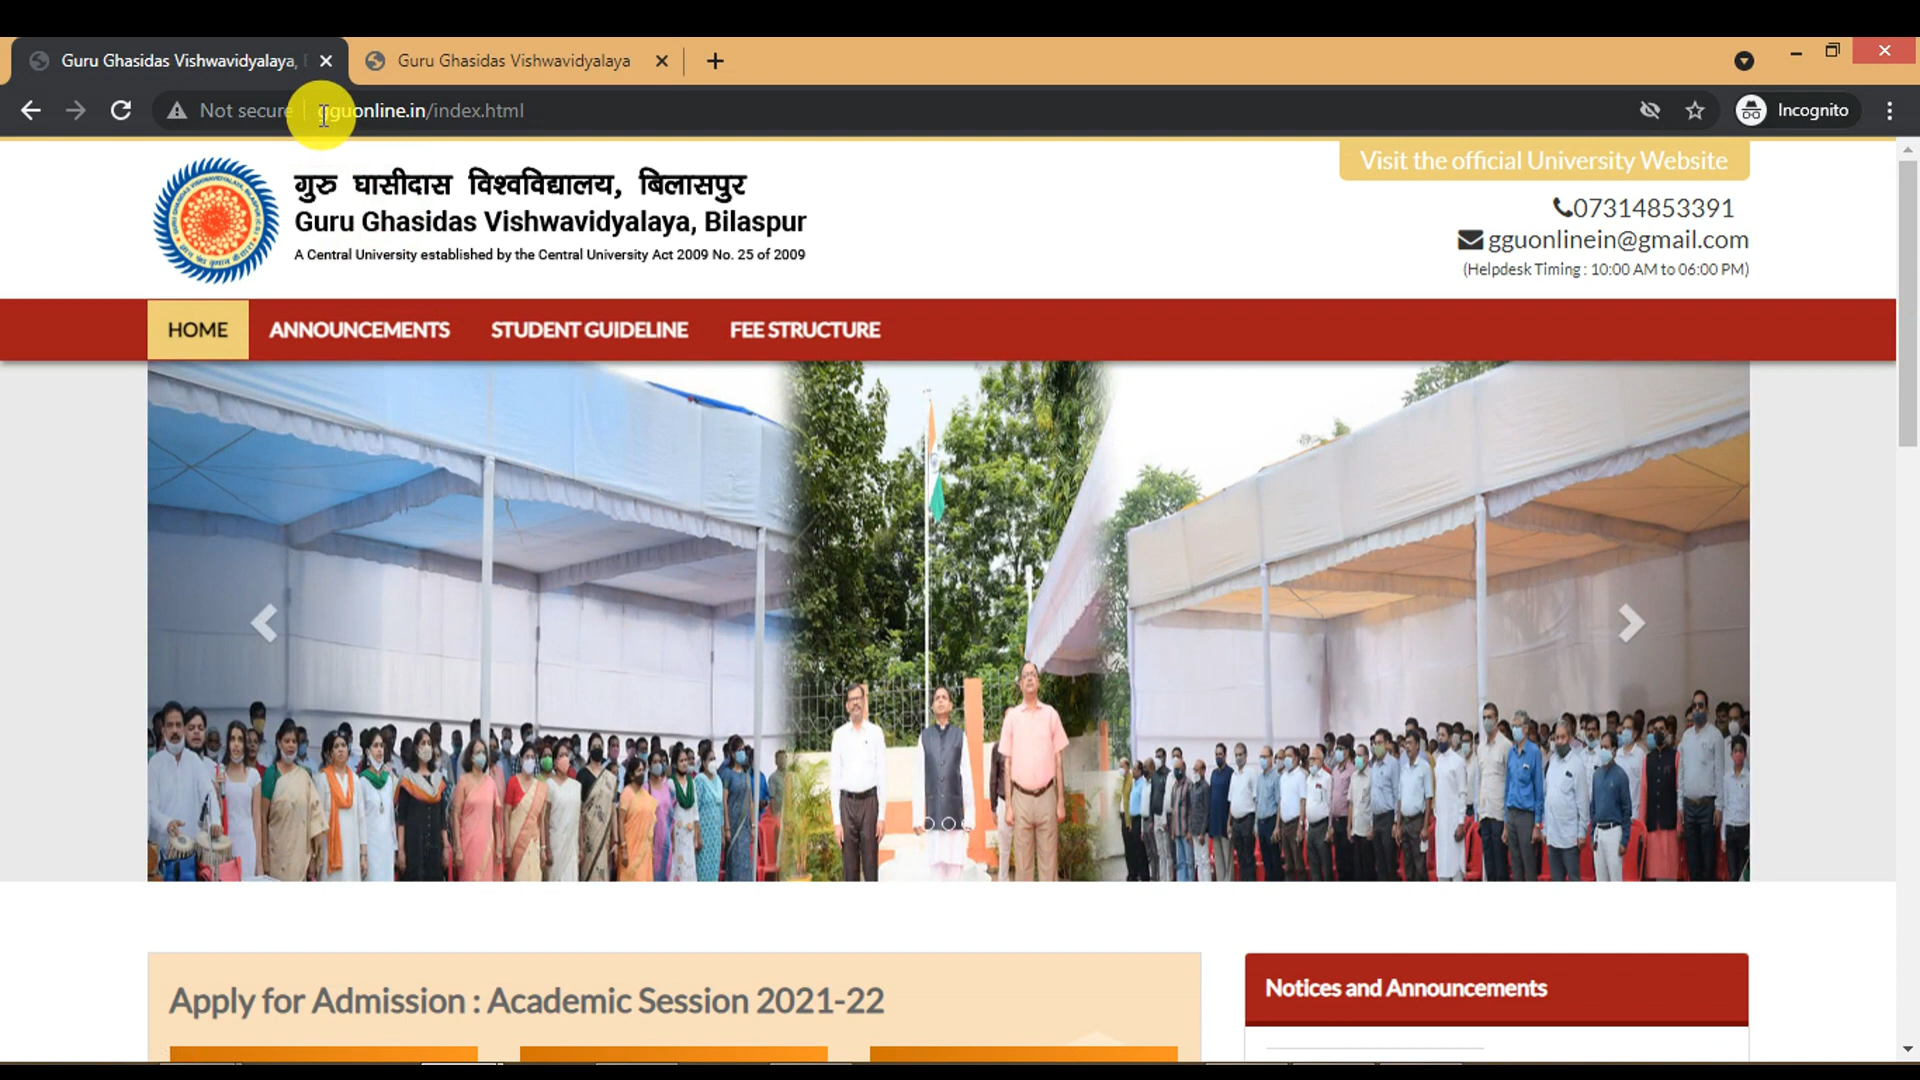 Guru Ghasidas Vishwavidyalaya,
Guru Ghasidas Vishwavidyalaya
Not secure
gguonline.in/index.html
Incognito
गुरु घासीदास विश्वविद्यालय, बिलासपुर
Guru Ghasidas Vishwavidyalaya, Bilaspur
A Central University established by the Central University Act 2009 No. 25 of 2009
Visit the official University Website
07314853391
gguonlinein@gmail.com
(Helpdesk Timing : 10:00 AM to 06:00 PM)
HOME
ANNOUNCEMENTS
STUDENT GUIDELINE
FEE STRUCTURE
Apply for Admission : Academic Session 2021-22
Notices and Announcements